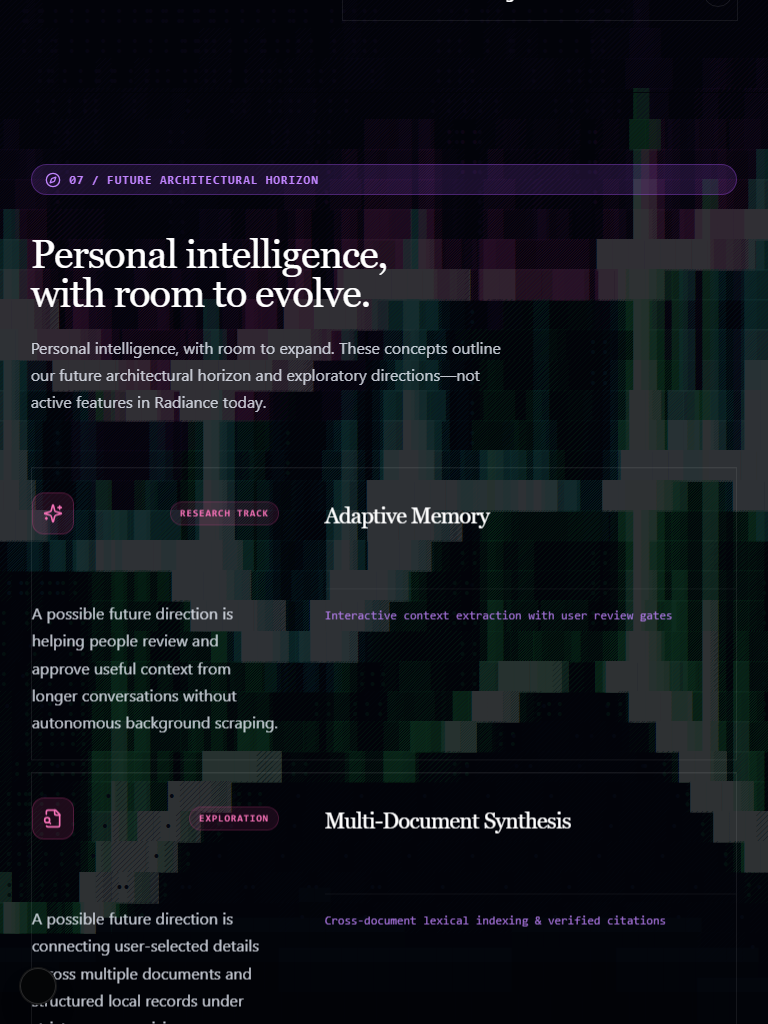 07 / FUTURE ARCHITECTURAL HORIZON
Personal intelligence,
with room to evolve.
Personal intelligence, with room to expand. These concepts outline
our future architectural horizon and exploratory directions—not
active features in Radiance today.
RESEARCH TRACK
Adaptive Memory
A possible future direction is
helping people review and
approve useful context from
longer conversations without
autonomous background scraping.
Interactive context extraction with user review gates
EXPLORATION
Multi-Document Synthesis
A possible future direction is
connecting user-selected details
across multiple documents and
structured local records under
Cross-document lexical indexing & verified citations